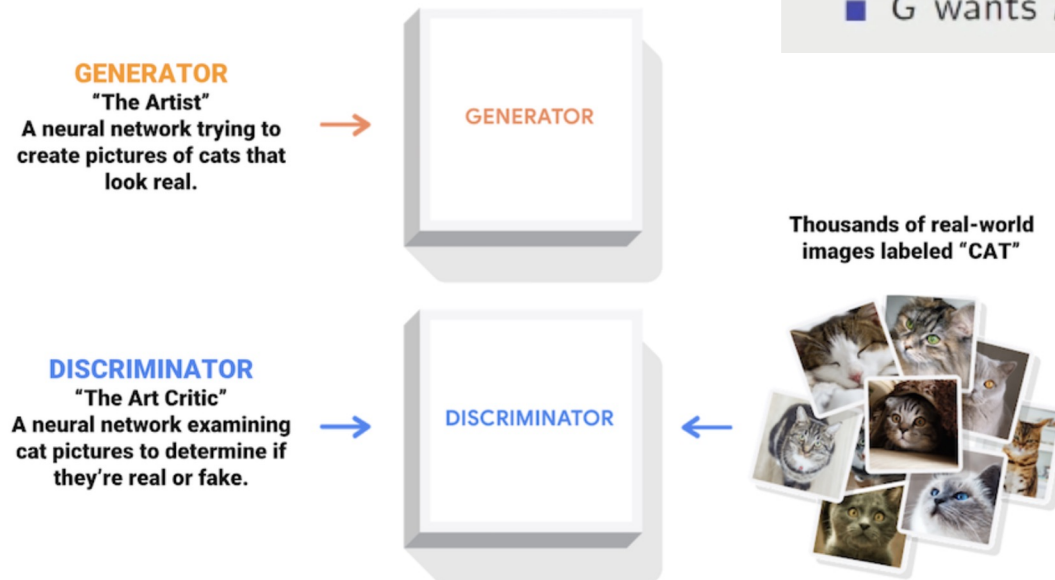 G wants
GENERATOR
“The Artist”
A neural network trying to
create pictures of cats that
look real.
GENERATOR
Thousands of real-world
images labeled “CAT”
DISCRIMINATOR
“The Art Critic”
A neural network examining
cat pictures to determine if
they’re real or fake.
DISCRIMINATOR